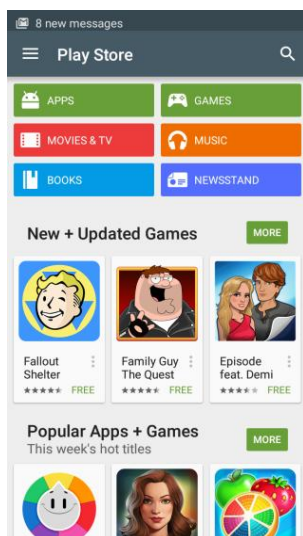 8 new messages
Play Store
APPS
GAMES
MOVIES & TV
MUSIC
BOOKS
NEWSSTAND
New + Updated Games
MORE
Fallout
Shelter
FREE
Family Guy
The Quest
FREE
Episode
feat. Demi
FREE
Popular Apps + Games
This week's hot titles
MORE